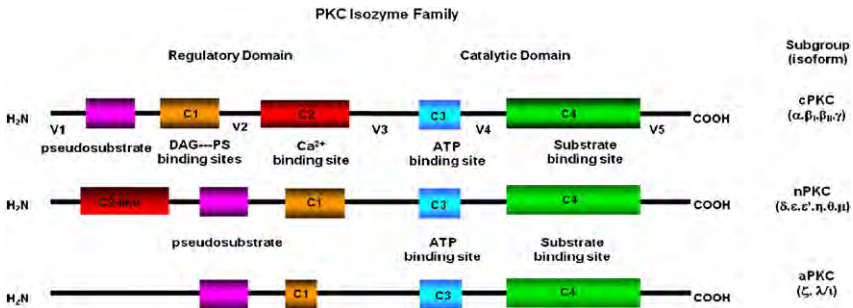 PKC Isozyme Family
Regulatory Domain
Catalytic Domain
Subgroup
(isoform)
H₂N
V1
C1
V2
C2
V3
C3
V4
C4
V5
COOH
cPKC
(α.βI.βII.γ)
pseudosubstrate
DAG---PS
binding sites
Ca²⁺
binding site
ATP
binding site
Substrate
binding site
H₂N
C2-like
C1
C3
C4
COOH
nPKC
(δ.ε.ε'.η.θ.μ)
pseudosubstrate
ATP
binding site
Substrate
binding site
H₂N
C1
C3
C4
COOH
aPKC
(ζ, λ/ι)